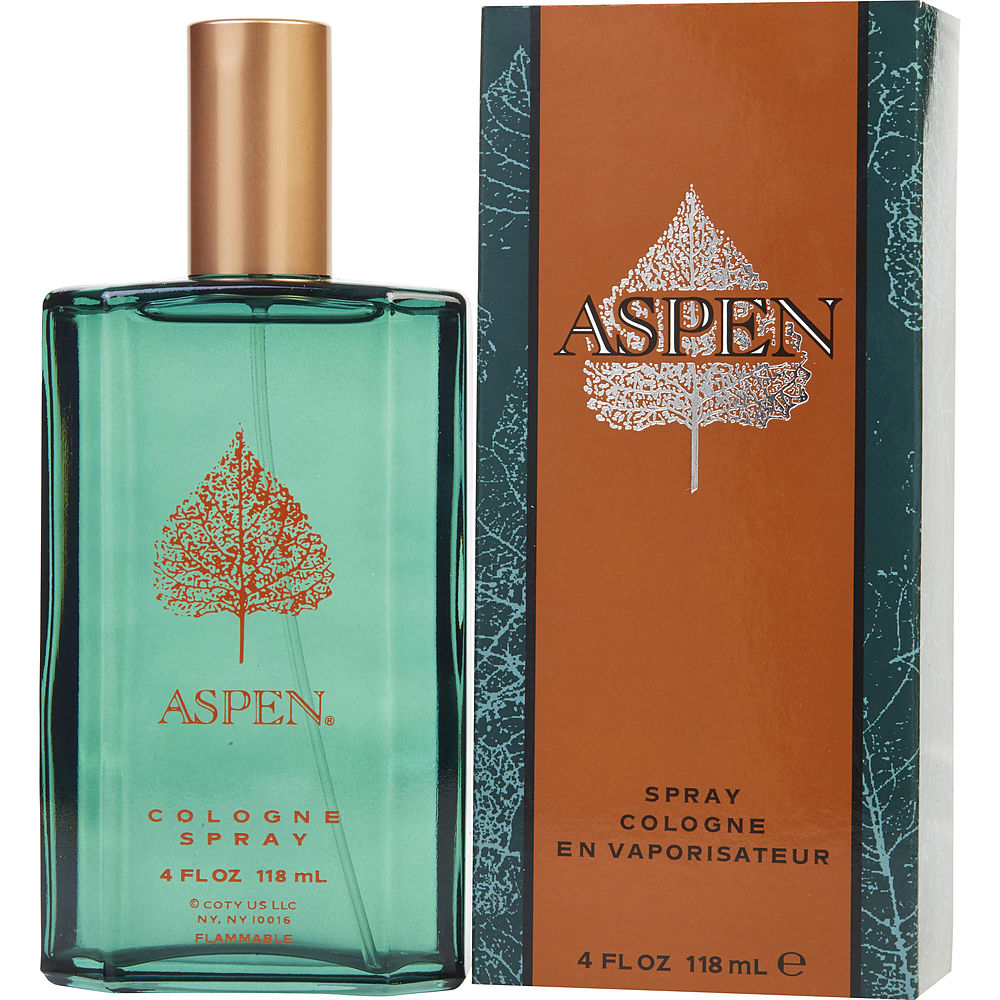 ASPEN®
COLOGNE
SPRAY
4 FL OZ 118 mL
© COTY US LLC
NY, NY 10016
FLAMMABLE
ASPEN
SPRAY
COLOGNE
EN VAPORISATEUR
4 FL OZ 118 mL ℮